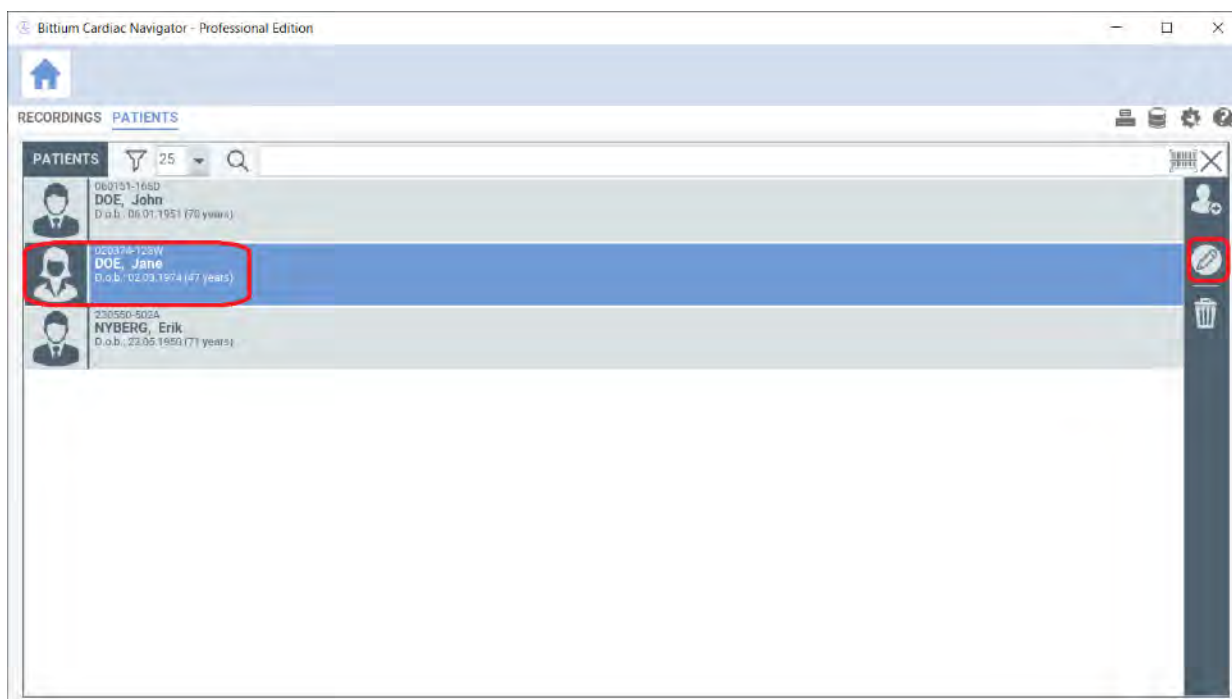 Bittium Cardiac Navigator - Professional Edition
RECORDINGS PATIENTS
PATIENTS 25
060151-166D
DOE, John
D.o.b.: 06.01.1951 (70 years)
020374-123W
DOE, Jane
D.o.b.: 02.03.1974 (47 years)
230550-502A
NYBERG, Erik
D.o.b.: 23.05.1950 (71 years)